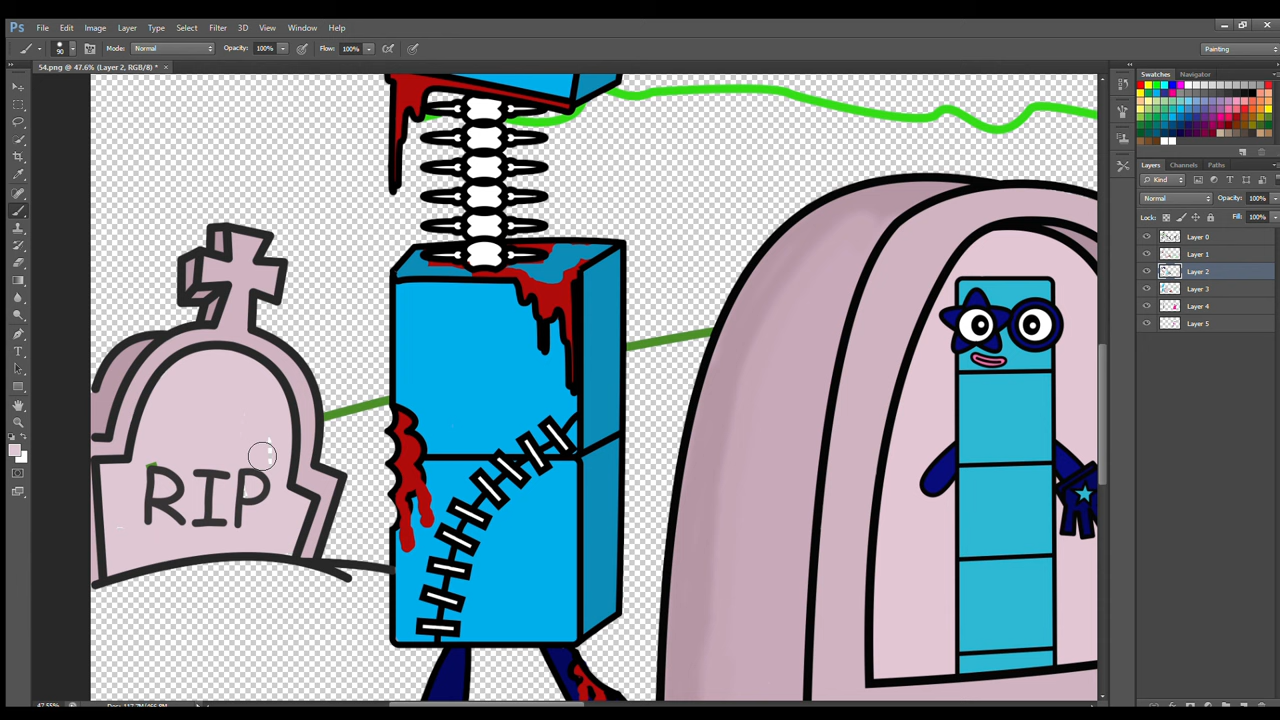 Ps File Edit Image Layer Type Select Filter 3D View Window Help
90 Mode: Normal Opacity: 100% Flow: 100% Painting
54.png @ 47.6% (Layer 2, RGB/8) *
Swatches Navigator
Layers Channels Paths
Kind
Normal Opacity: 100%
Lock: Fill: 100%
Layer 0
Layer 1
Layer 2
Layer 3
Layer 4
Layer 5
RIP